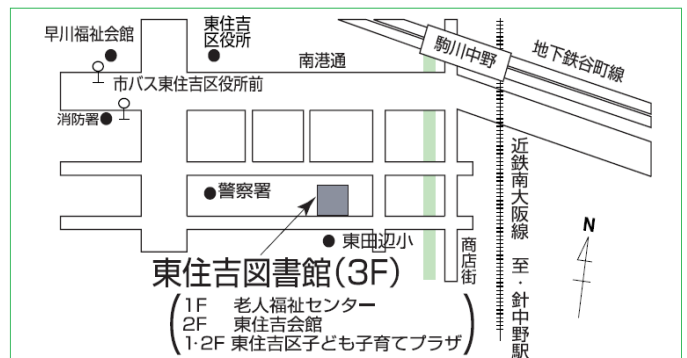 早川福祉会館
東住吉
区役所
南港通
駒川中野
地下鉄谷町線
市バス東住吉区役所前
消防署
警察署
東田辺小
商店街
近鉄南大阪線 至・針中野駅
N
東住吉図書館(3F)
1F 老人福祉センター
2F 東住吉会館
1・2F 東住吉区子ども子育てプラザ